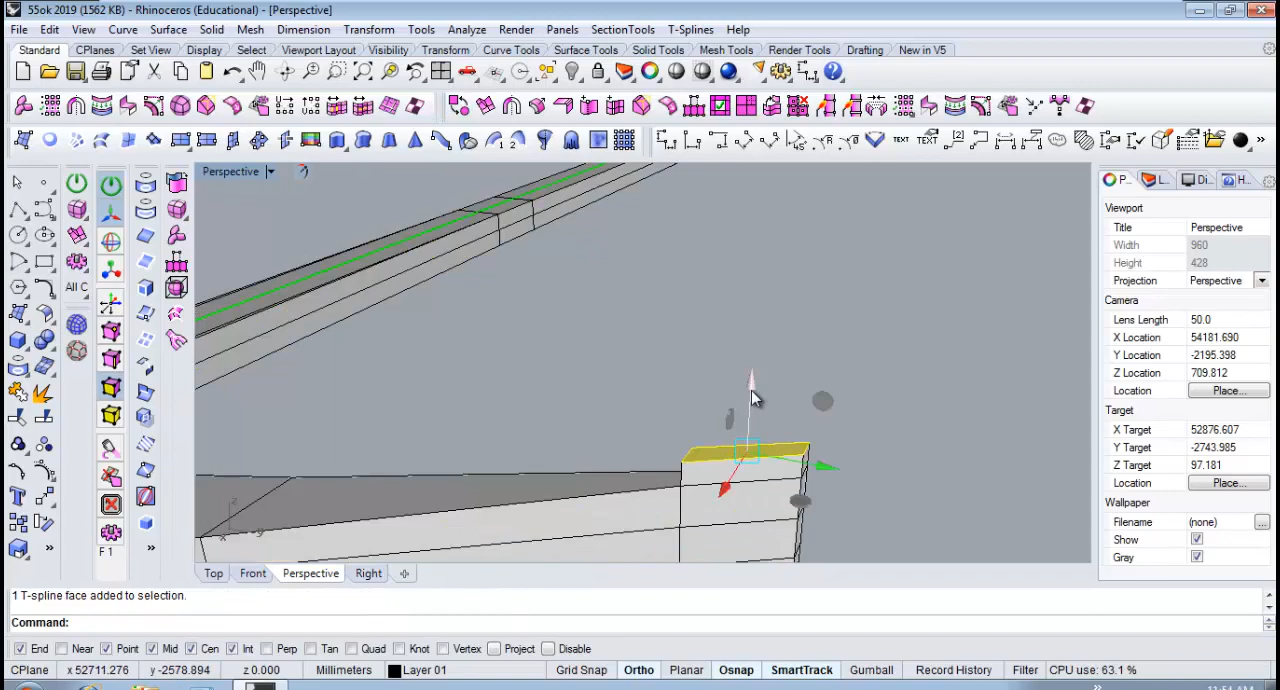 55ok 2019 (1562 KB) - Rhinoceros (Educational) - [Perspective]
File Edit View Curve Surface Solid Mesh Dimension Transform Tools Analyze Render Panels SectionTools T-Splines Help
Standard CPlanes Set View Display Select Viewport Layout Visibility Transform Curve Tools Surface Tools Solid Tools Mesh Tools Render Tools Drafting New in V5
TEXT TEXT
Perspective
P... L... Di... H...
Viewport
Title Perspective
Width 960
Height 428
Projection Perspective
Camera
Lens Length 50.0
X Location 54181.690
Y Location -2195.398
Z Location 709.812
Location Place...
Target
X Target 52876.607
Y Target -2743.985
Z Target 97.181
Location Place...
Wallpaper
Filename (none) ...
Show
Gray
All C
F 1
z
x y
Top Front Perspective Right
1 T-spline face added to selection.
Command:
End Near Point Mid Cen Int Perp Tan Quad Knot Vertex Project Disable
CPlane x 52711.276 y -2578.894 z 0.000 Millimeters Layer 01 Grid Snap Ortho Planar Osnap SmartTrack Gumball Record History Filter CPU use: 63.1 %